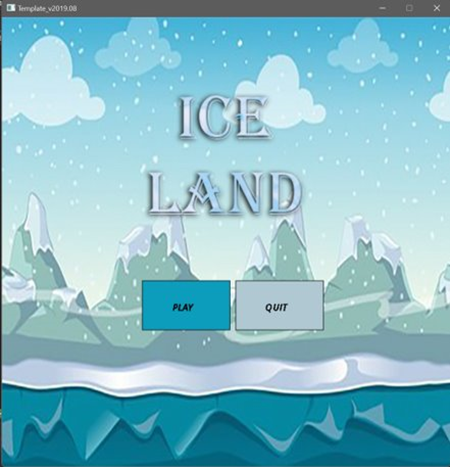 Template_v2019.08
ICE
LAND
PLAY
QUIT